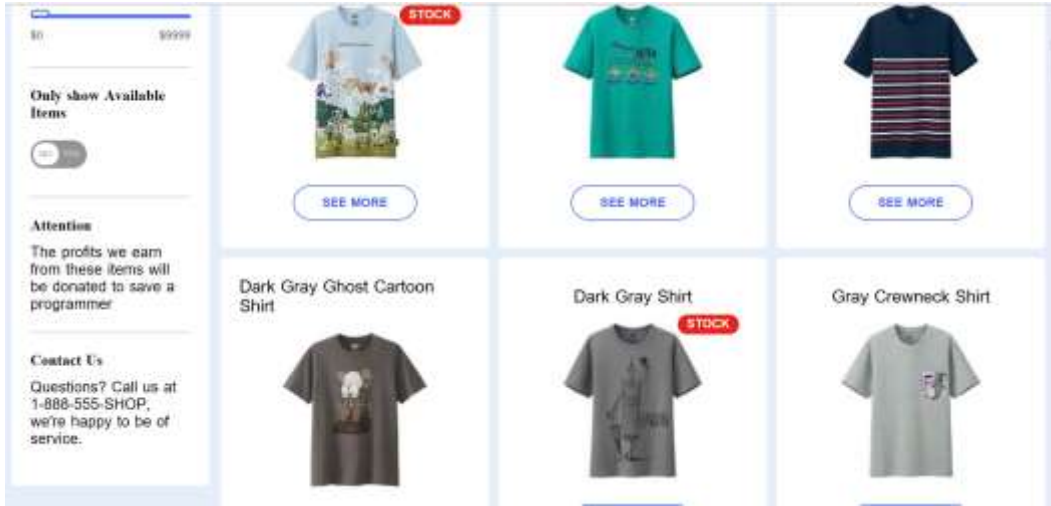 $0 $9999
Only show Available
Items
Attention
The profits we earn
from these items will
be donated to save a
programmer
Contact Us
Questions? Call us at
1-888-555-SHOP,
we're happy to be of
service.
STOCK
SEE MORE
SEE MORE
SEE MORE
Dark Gray Ghost Cartoon
Shirt
Dark Gray Shirt
STOCK
Gray Crewneck Shirt